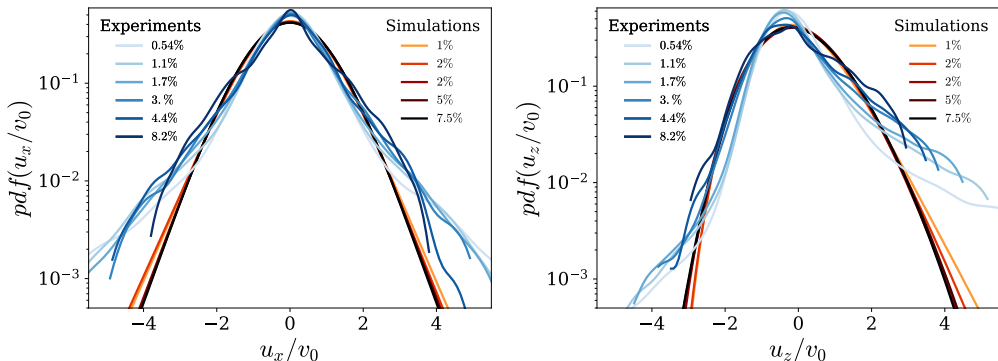 Experiments
0.54%
1.1%
1.7%
3. %
4.4%
8.2%
Simulations
1%
2%
2%
5%
7.5%
pdf(u_x/v_0)
10^{-1}
10^{-2}
10^{-3}
−4 −2 0 2 4
u_x/v_0
Experiments
0.54%
1.1%
1.7%
3. %
4.4%
8.2%
Simulations
1%
2%
2%
5%
7.5%
pdf(u_z/v_0)
10^{-1}
10^{-2}
10^{-3}
−4 −2 0 2 4
u_z/v_0